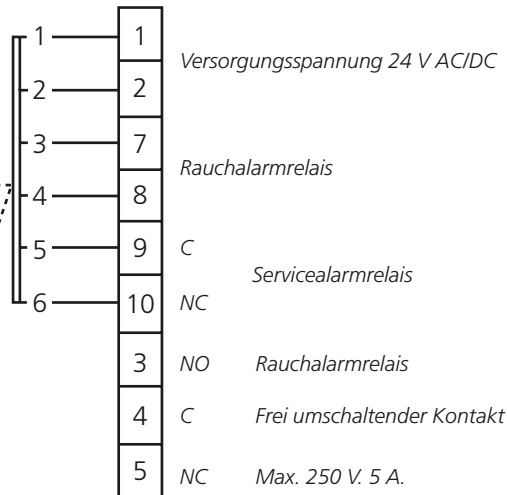 1 1
Versorgungsspannung 24 V AC/DC
2 2
3 7
Rauchalarmrelais
4 8
5 9 C
Servicealarmrelais
6 10 NC
3 NO Rauchalarmrelais
4 C Frei umschaltender Kontakt
5 NC Max. 250 V. 5 A.